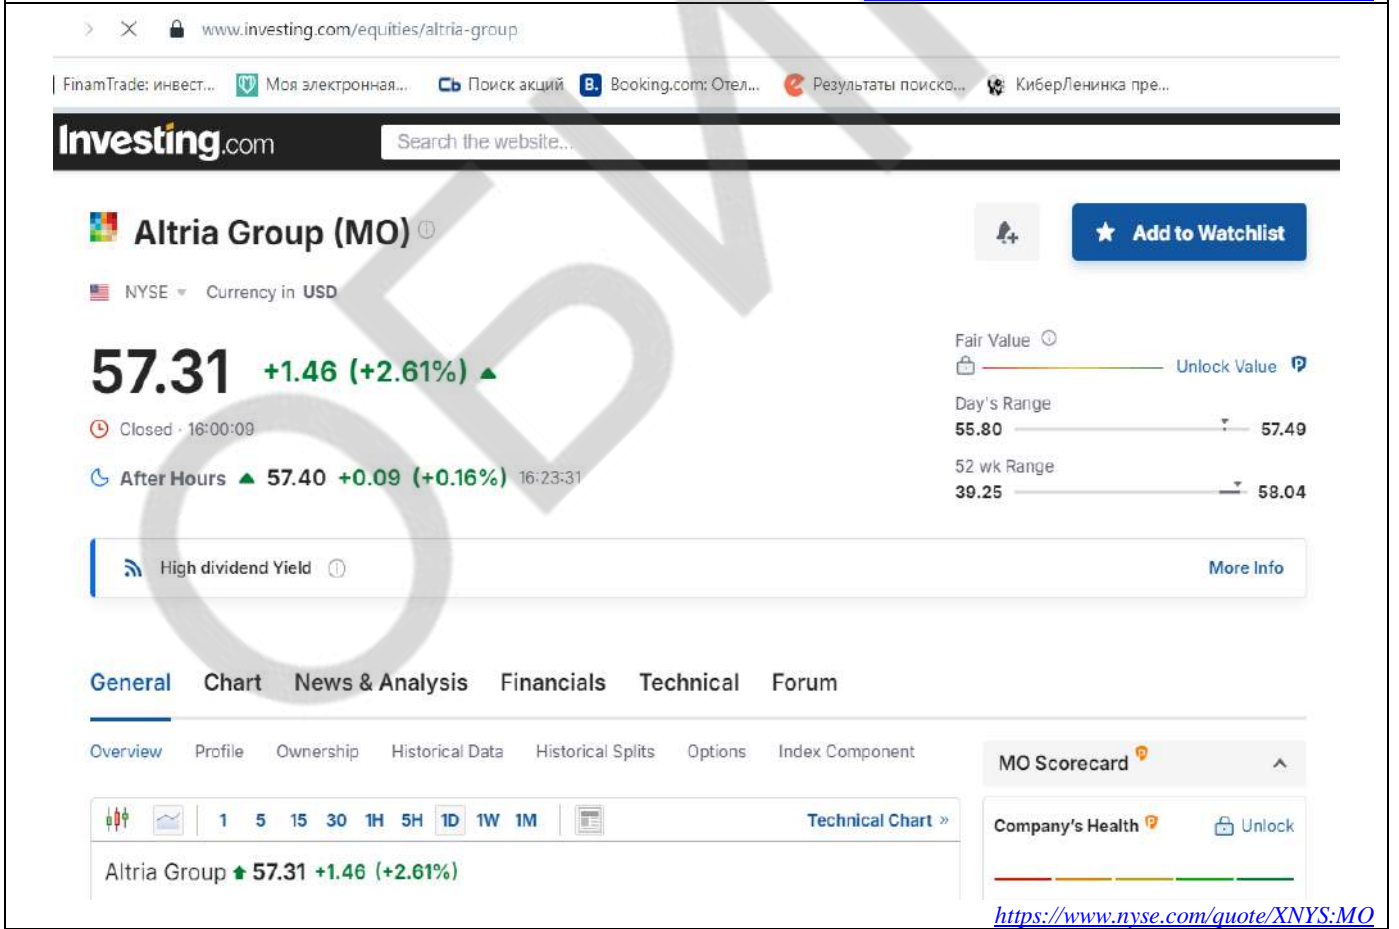 www.investing.com/equities/altria-group
FinamTrade: инвест... Моя электронная... Сь Поиск акций B. Booking.com: Отел... Результаты поиско... КиберЛенинка пре...
Investing.com Search the website...
Altria Group (MO)
Add to Watchlist
NYSE Currency in USD
57.31 +1.46 (+2.61%)
Closed · 16:00:09
After Hours 57.40 +0.09 (+0.16%) 16:23:31
Fair Value
Unlock Value
Day's Range
55.80 57.49
52 wk Range
39.25 58.04
High dividend Yield More Info
General Chart News & Analysis Financials Technical Forum
Overview Profile Ownership Historical Data Historical Splits Options Index Component
1 5 15 30 1H 5H 1D 1W 1M Technical Chart »
Altria Group 57.31 +1.46 (+2.61%)
MO Scorecard
Company's Health Unlock
https://www.nyse.com/quote/XNYS:MO